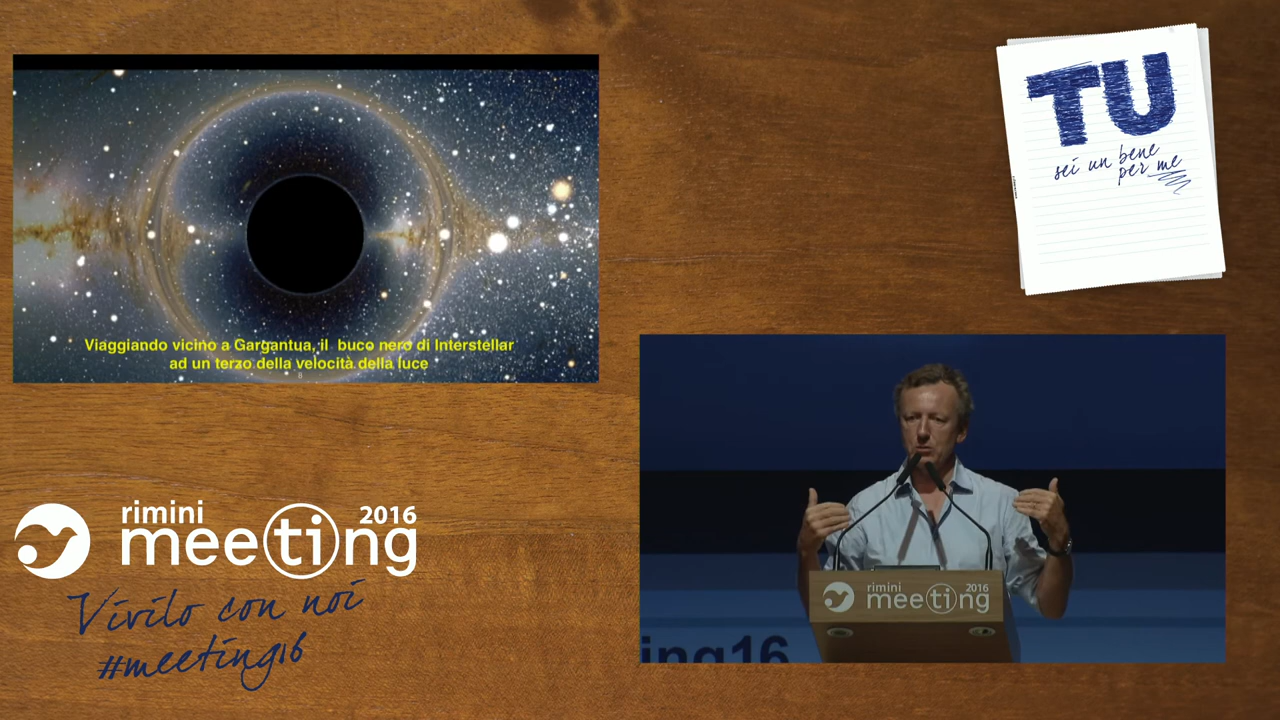 Viaggiando vicino a Gargantua, il buco nero di Interstellar
ad un terzo della velocità della luce
8
TU
sei un bene
per me
rimini
meeting
2016
Vivilo con noi
#meeting16
rimini
meeting
2016
ing16